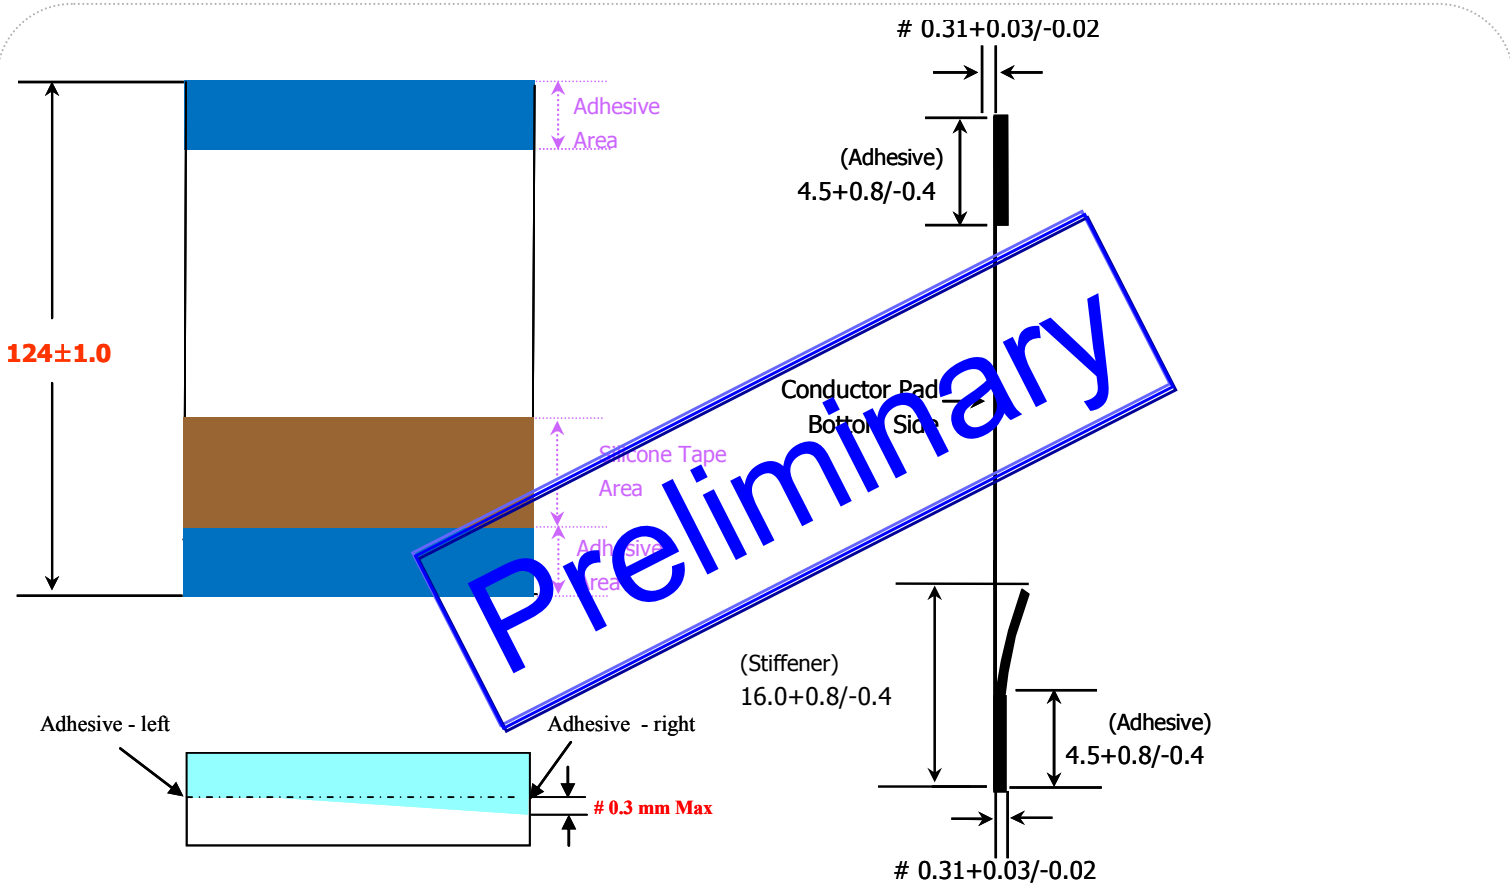 # 0.31+0.03/-0.02
Adhesive
Area
(Adhesive)
4.5+0.8/-0.4
124±1.0
Conductor Pad
Bottom Side
Silicone Tape
Area
Adhesive
Area
Preliminary
(Stiffener)
16.0+0.8/-0.4
Adhesive - left
Adhesive - right
(Adhesive)
4.5+0.8/-0.4
# 0.3 mm Max
# 0.31+0.03/-0.02